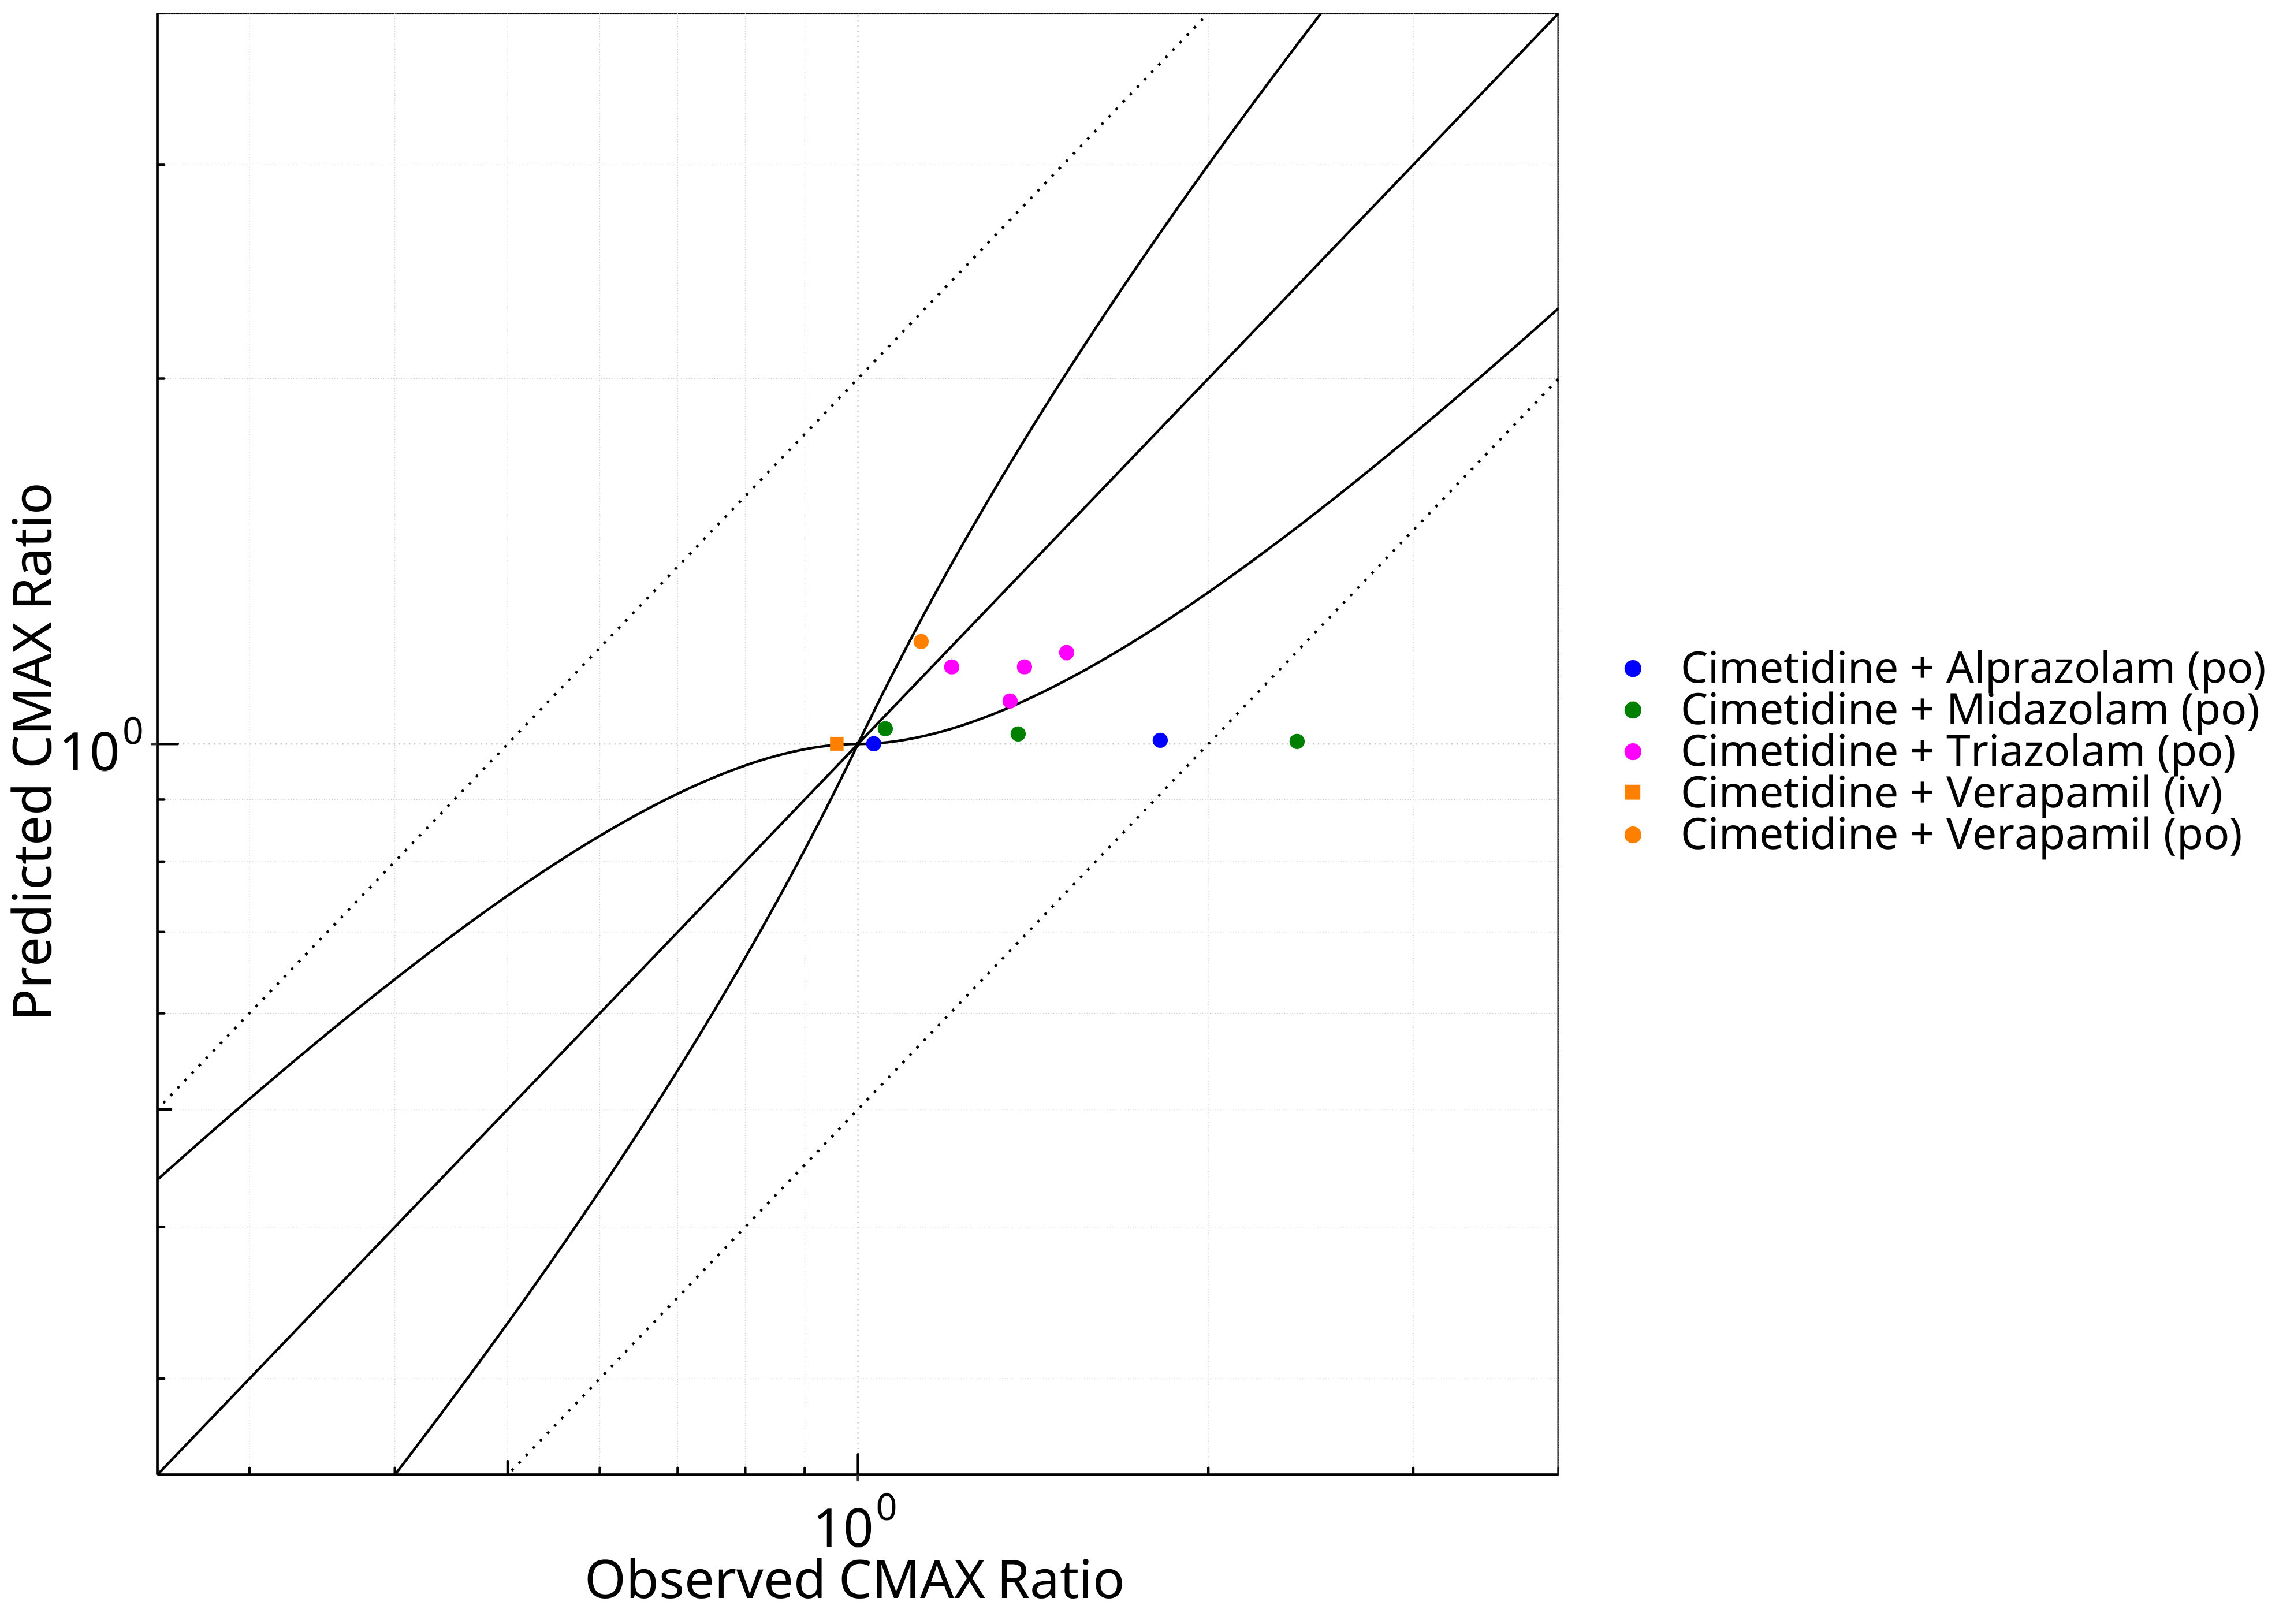 Predicted CMAX Ratio
10^0
10^0
Observed CMAX Ratio
Cimetidine + Alprazolam (po)
Cimetidine + Midazolam (po)
Cimetidine + Triazolam (po)
Cimetidine + Verapamil (iv)
Cimetidine + Verapamil (po)